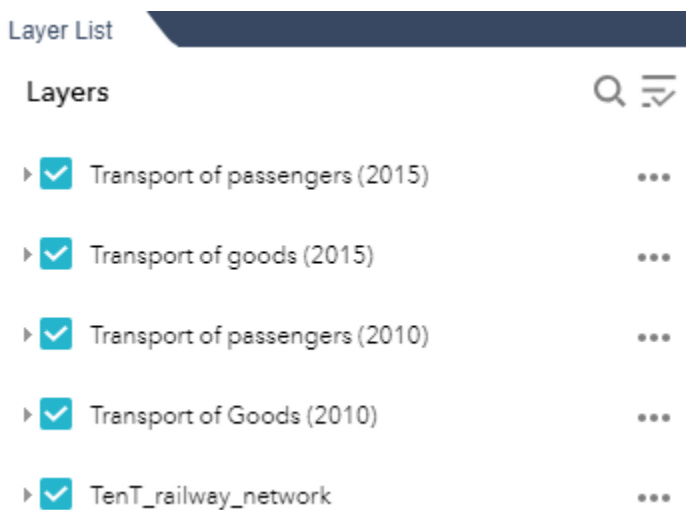 Layer List
Layers
Transport of passengers (2015)
Transport of goods (2015)
Transport of passengers (2010)
Transport of Goods (2010)
TenT_railway_network